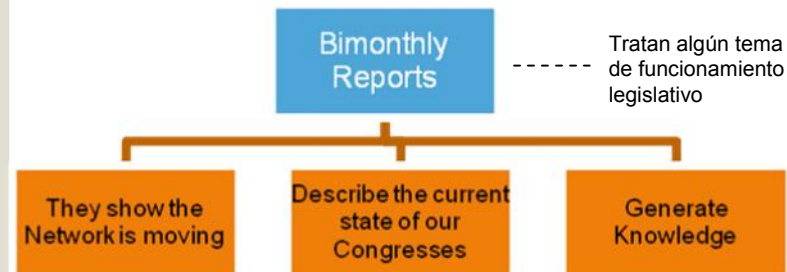 Bimonthly
Reports
Tratan algún tema
de funcionamiento
legislativo
They show the
Network is moving
Describe the current
state of our
Congresses
Generate
Knowledge